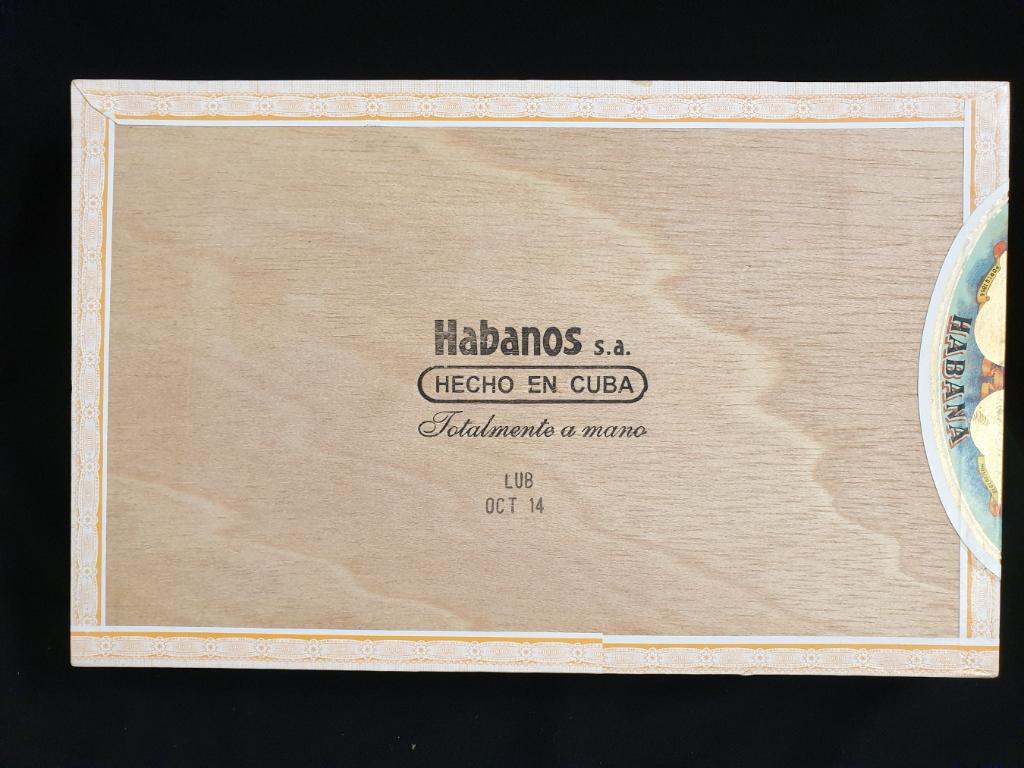 Habanos s.a.
HECHO EN CUBA
Totalmente a mano
LUB
OCT 14
HABANA